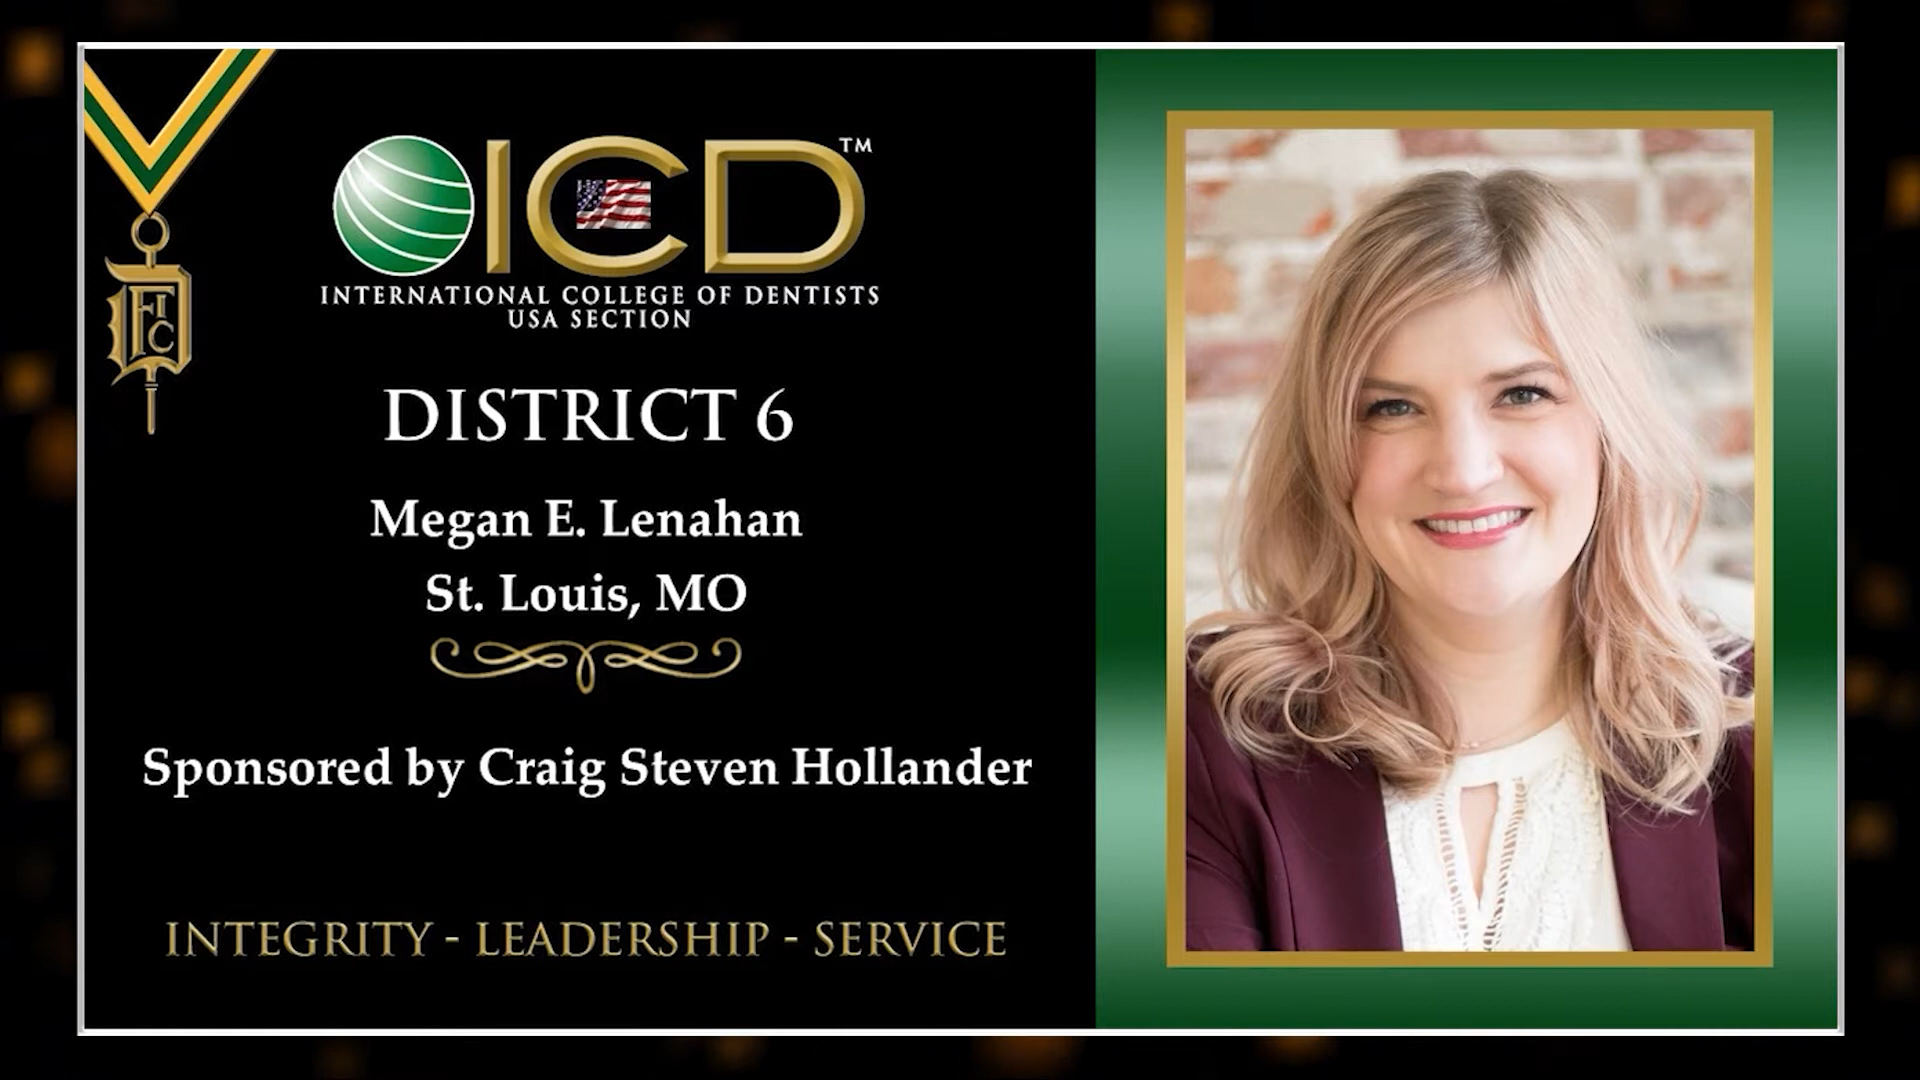 ICD™
INTERNATIONAL COLLEGE OF DENTISTS
USA SECTION
DISTRICT 6
Megan E. Lenahan
St. Louis, MO
Sponsored by Craig Steven Hollander
INTEGRITY - LEADERSHIP - SERVICE